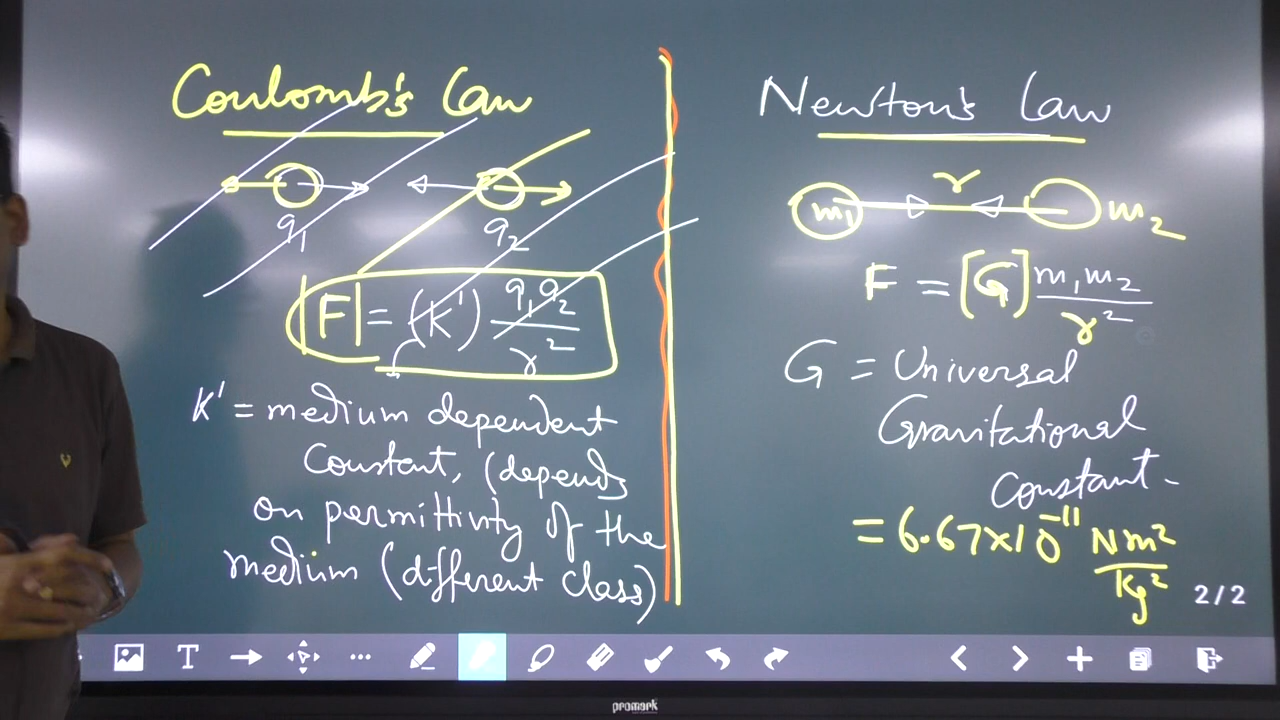 Coulomb's Law
q1 q2
|F| = (K') q1q2 / r²
K' = medium dependent
Constant, (depends
on permittivity of the
medium (different class)
Newton's Law
m1 r m2
F = [G] m1m2 / r²
G = Universal
Gravitational
constant.
= 6.67×10⁻¹¹ Nm²/Kg²
2/2
T
promark